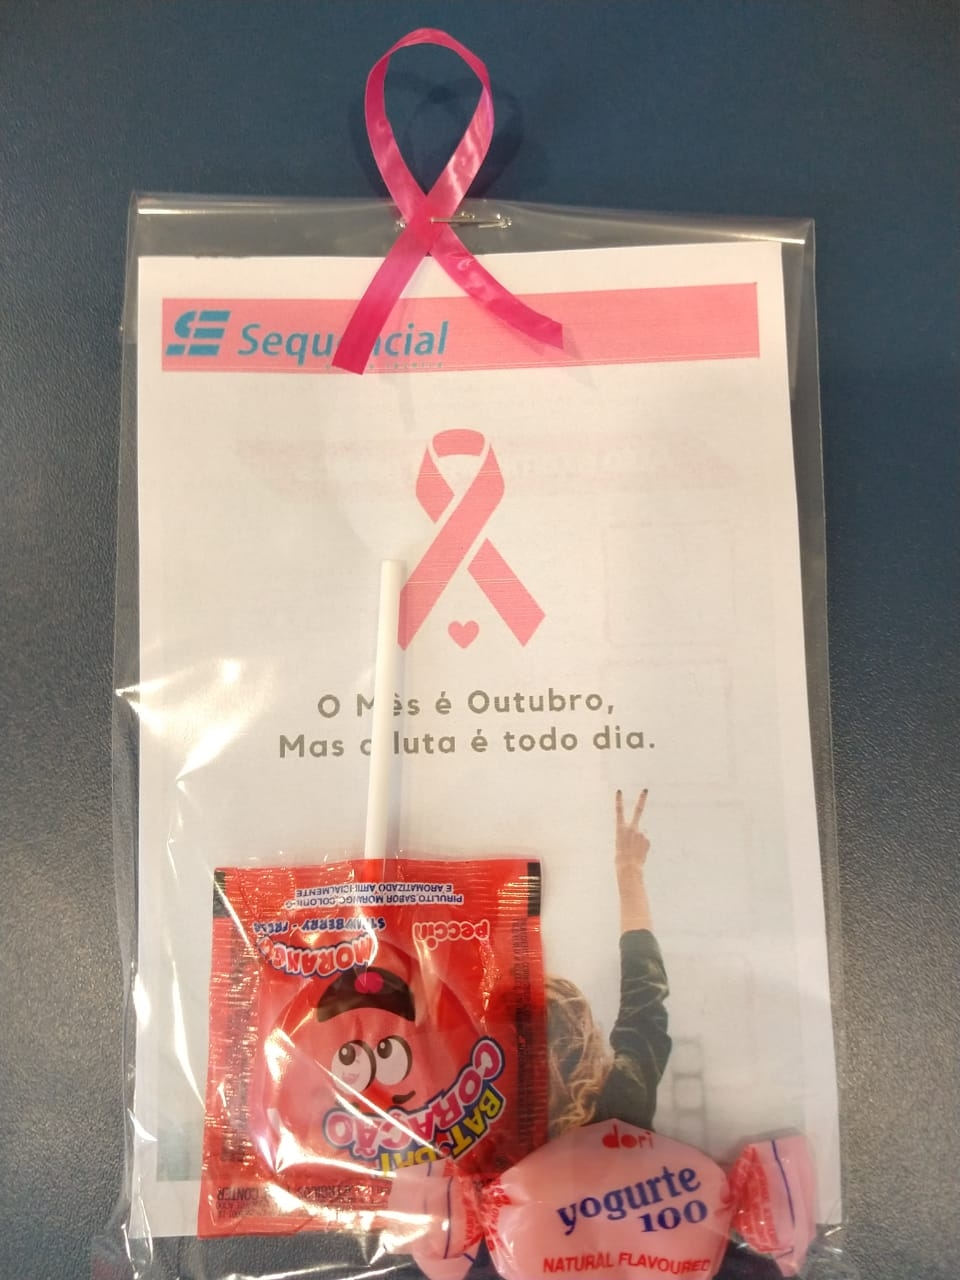 Sequencial
O Mês é Outubro,
Mas a luta é todo dia.
PIRULITO SABOR MORANGO, COLORIDO
E AROMATIZADO ARTIFICIALMENTE
peccin
STRAWBERRY - FRESA
MORANGO
BATE BATE
CORAÇÃO
dori
yogurte
100
NATURAL FLAVOURED